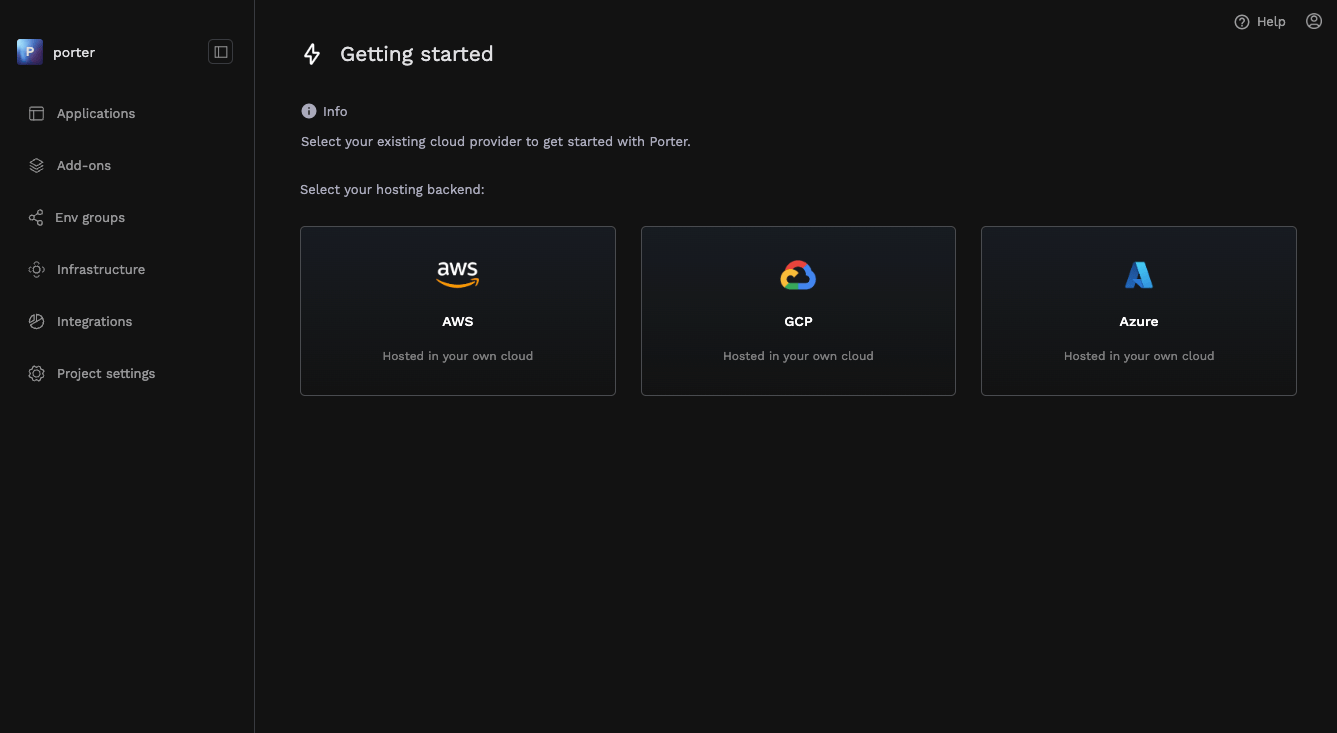 P porter
Applications
Add-ons
Env groups
Infrastructure
Integrations
Project settings
Help
Getting started
Info
Select your existing cloud provider to get started with Porter.
Select your hosting backend:
aws
AWS
Hosted in your own cloud
GCP
Hosted in your own cloud
Azure
Hosted in your own cloud